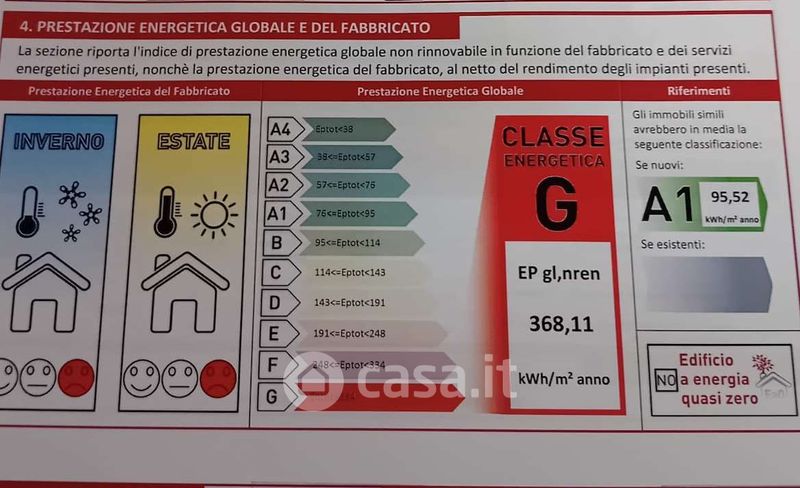 4. PRESTAZIONE ENERGETICA GLOBALE E DEL FABBRICATO
La sezione riporta l'indice di prestazione energetica globale non rinnovabile in funzione del fabbricato e dei servizi
energetici presenti, nonchè la prestazione energetica del fabbricato, al netto del rendimento degli impianti presenti.
Prestazione Energetica del Fabbricato
INVERNO
ESTATE
Prestazione Energetica Globale
A4 Eptot<38
A3 38<=Eptot<57
A2 57<=Eptot<76
A1 76<=Eptot<95
B 95<=Eptot<114
C 114<=Eptot<143
D 143<=Eptot<191
E 191<=Eptot<248
F 248<=Eptot<334
G
CLASSE
ENERGETICA
G
EP gl,nren
368,11
kWh/m² anno
Riferimenti
Gli immobili simili
avrebbero in media la
seguente classificazione:
Se nuovi:
A1 95,52
kWh/m² anno
Se esistenti:
NO
Edificio
a energia
quasi zero
casa.it